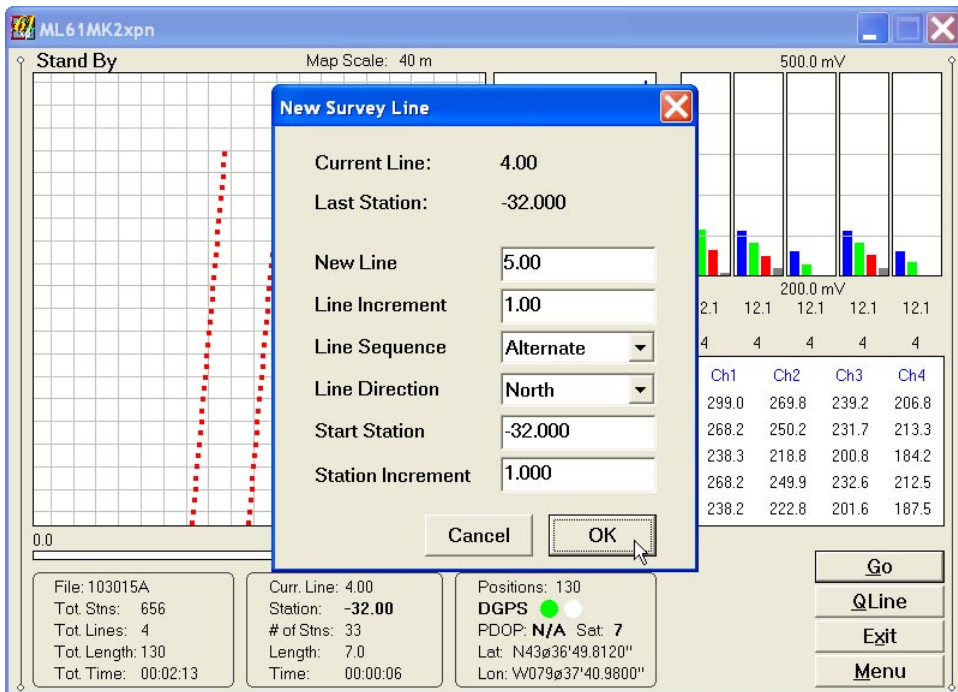 61
ML61MK2xpn
Stand By
Map Scale: 40 m
500.0 mV
New Survey Line
Current Line: 4.00
Last Station: -32.000
New Line 5.00
Line Increment 1.00
Line Sequence Alternate
Line Direction North
Start Station -32.000
Station Increment 1.000
Cancel OK
200.0 mV
2.1 12.1 12.1 12.1 12.1
4 4 4 4 4
Ch1 Ch2 Ch3 Ch4
299.0 269.8 239.2 206.8
268.2 250.2 231.7 213.3
238.3 218.8 200.8 184.2
268.2 249.9 232.6 212.5
238.2 222.8 201.6 187.5
0.0
File: 103015A
Tot. Stns: 656
Tot. Lines: 4
Tot. Length: 130
Tot. Time: 00:02:13
Curr. Line: 4.00
Station: -32.00
# of Stns: 33
Length: 7.0
Time: 00:00:06
Positions: 130
DGPS
PDOP: N/A Sat: 7
Lat: N43ø36'49.8120"
Lon: W079ø37'40.9800"
Go
QLine
Exit
Menu